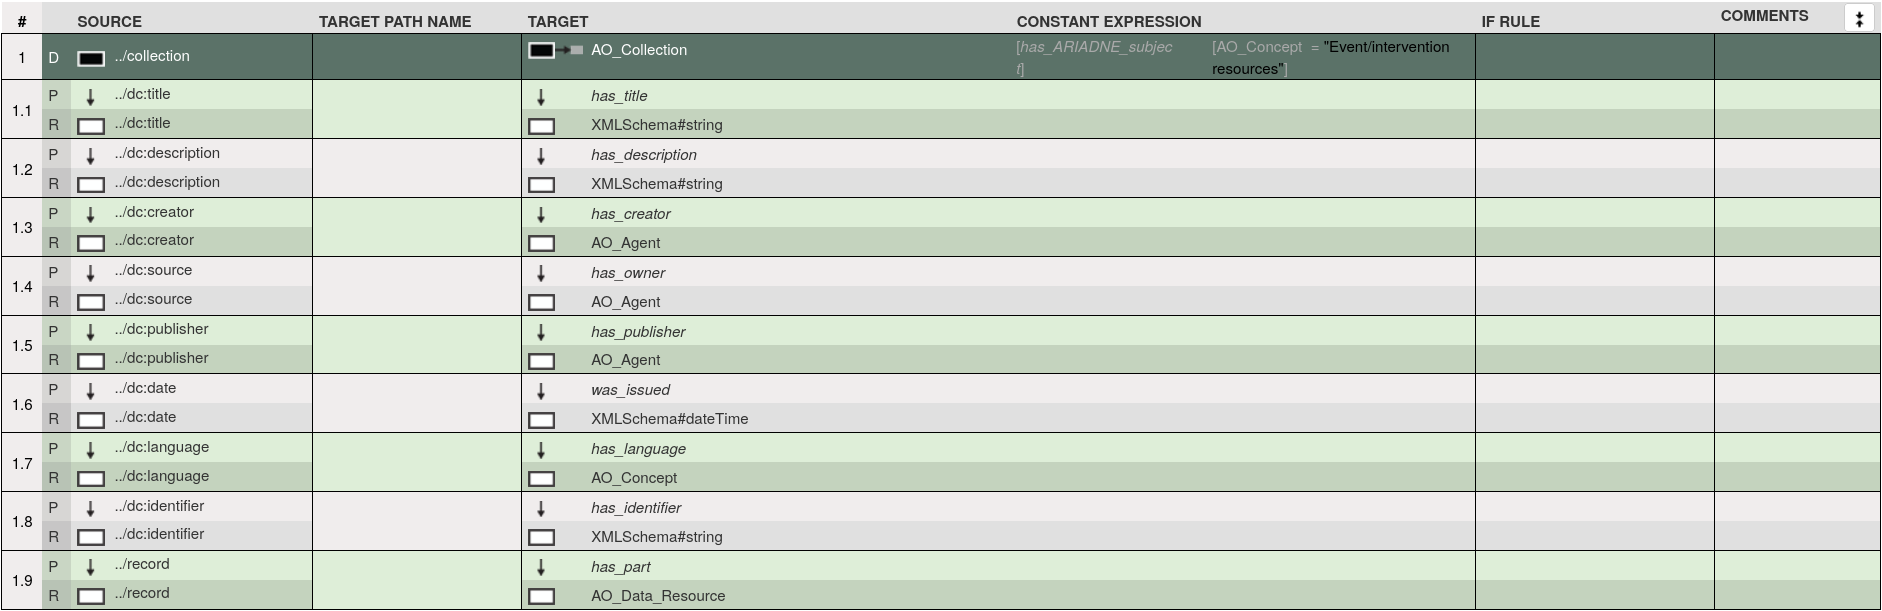 # SOURCE TARGET PATH NAME TARGET CONSTANT EXPRESSION IF RULE COMMENTS
1 D ../collection AO_Collection [has_ARIADNE_subjec [AO_Concept = "Event/intervention
t] resources"]
1.1
P ../dc:title has_title
R ../dc:title XMLSchema#string
1.2
P ../dc:description has_description
R ../dc:description XMLSchema#string
1.3
P ../dc:creator has_creator
R ../dc:creator AO_Agent
1.4
P ../dc:source has_owner
R ../dc:source AO_Agent
1.5
P ../dc:publisher has_publisher
R ../dc:publisher AO_Agent
1.6
P ../dc:date was_issued
R ../dc:date XMLSchema#dateTime
1.7
P ../dc:language has_language
R ../dc:language AO_Concept
1.8
P ../dc:identifier has_identifier
R ../dc:identifier XMLSchema#string
1.9
P ../record has_part
R ../record AO_Data_Resource